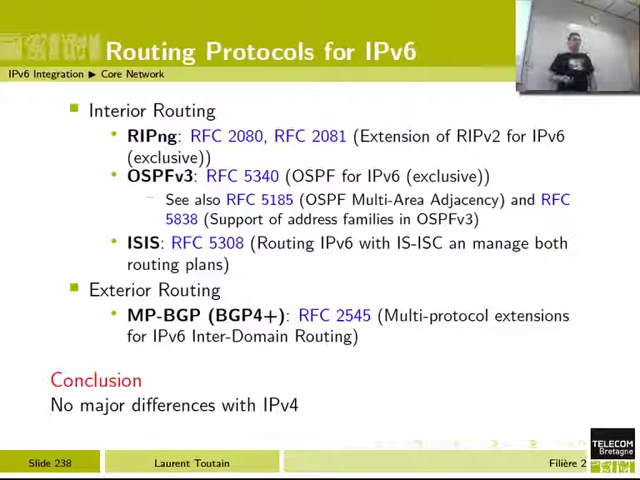 Routing Protocols for IPv6
IPv6 Integration ▶ Core Network
Interior Routing
RIPng: RFC 2080, RFC 2081 (Extension of RIPv2 for IPv6
(exclusive))
OSPFv3: RFC 5340 (OSPF for IPv6 (exclusive))
See also RFC 5185 (OSPF Multi-Area Adjacency) and RFC
5838 (Support of address families in OSPFv3)
ISIS: RFC 5308 (Routing IPv6 with IS-ISC an manage both
routing plans)
Exterior Routing
MP-BGP (BGP4+): RFC 2545 (Multi-protocol extensions
for IPv6 Inter-Domain Routing)
Conclusion
No major differences with IPv4
TELECOM
Bretagne
Slide 238
Laurent Toutain
Filière 2